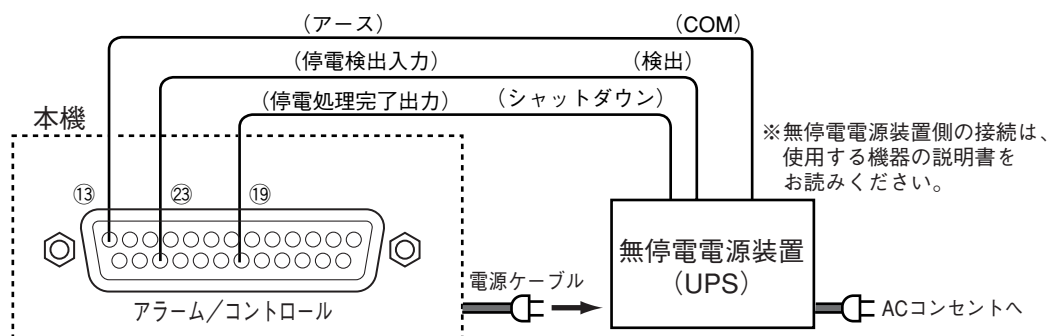 （アース）
（COM）
（停電検出入力）
（検出）
（停電処理完了出力）
（シャットダウン）
本機
※無停電電源装置側の接続は、
使用する機器の説明書を
お読みください。
⑬
㉓
⑲
無停電電源装置
（UPS）
電源ケーブル
アラーム／コントロール
ACコンセントへ